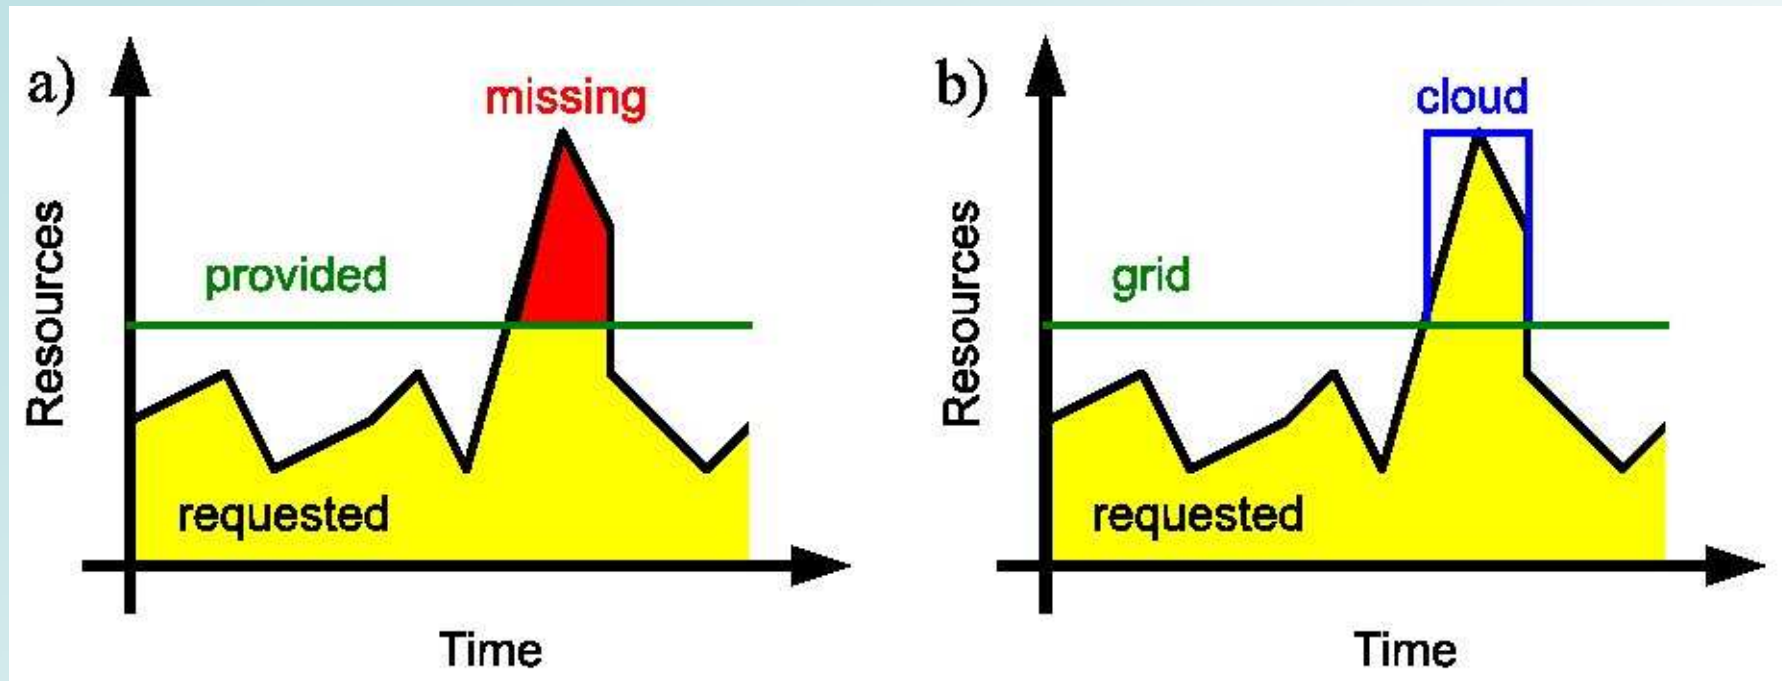 a)
missing
provided
requested
Resources
Time
b)
cloud
grid
requested
Resources
Time